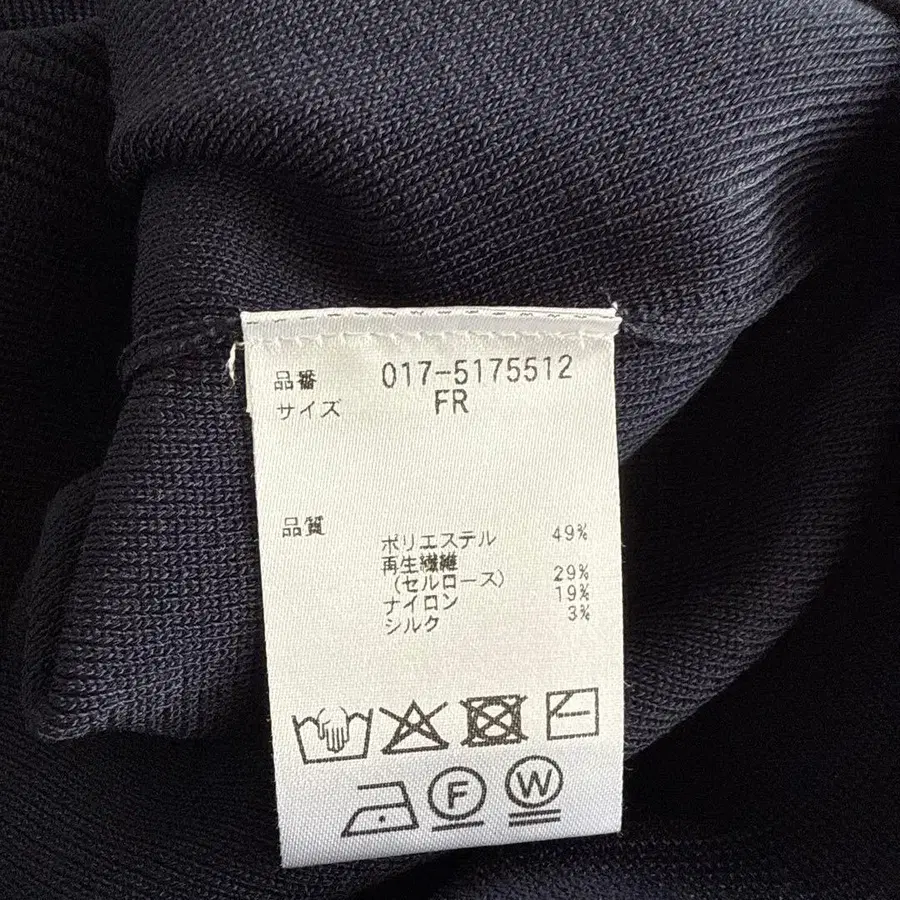 品番 017-5175512
サイズ FR
品質
ポリエステル 49%
再生繊維
(セルロース) 29%
ナイロン 19%
シルク 3%
F W